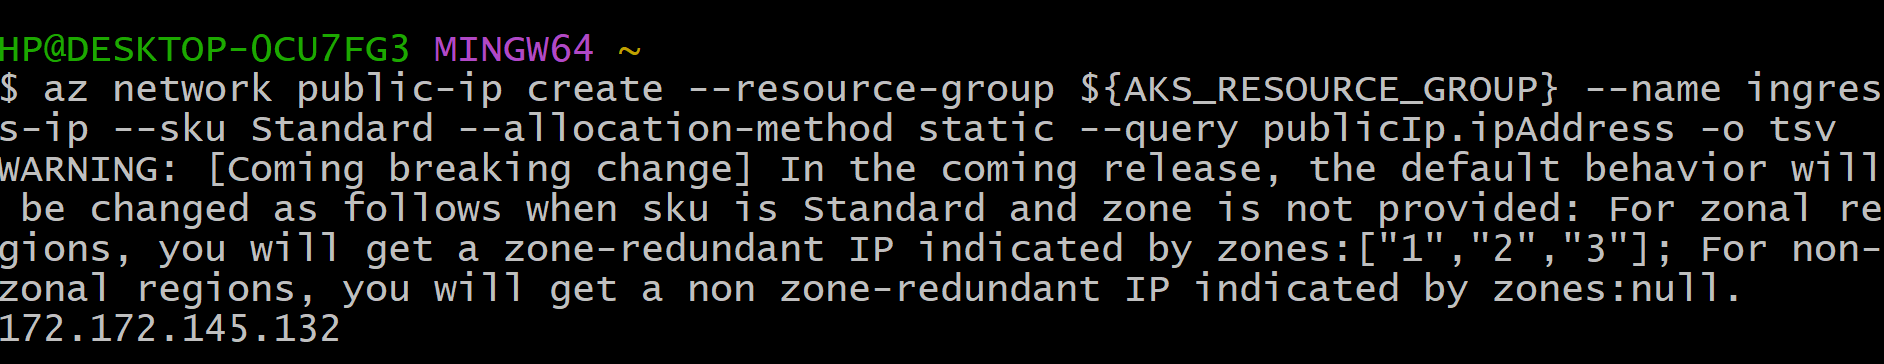 HP@DESKTOP-0CU7FG3 MINGW64 ~
$ az network public-ip create --resource-group ${AKS_RESOURCE_GROUP} --name ingres
s-ip --sku Standard --allocation-method static --query publicIp.ipAddress -o tsv
WARNING: [Coming breaking change] In the coming release, the default behavior will
 be changed as follows when sku is Standard and zone is not provided: For zonal re
gions, you will get a zone-redundant IP indicated by zones:["1","2","3"]; For non-
zonal regions, you will get a non zone-redundant IP indicated by zones:null.
172.172.145.132